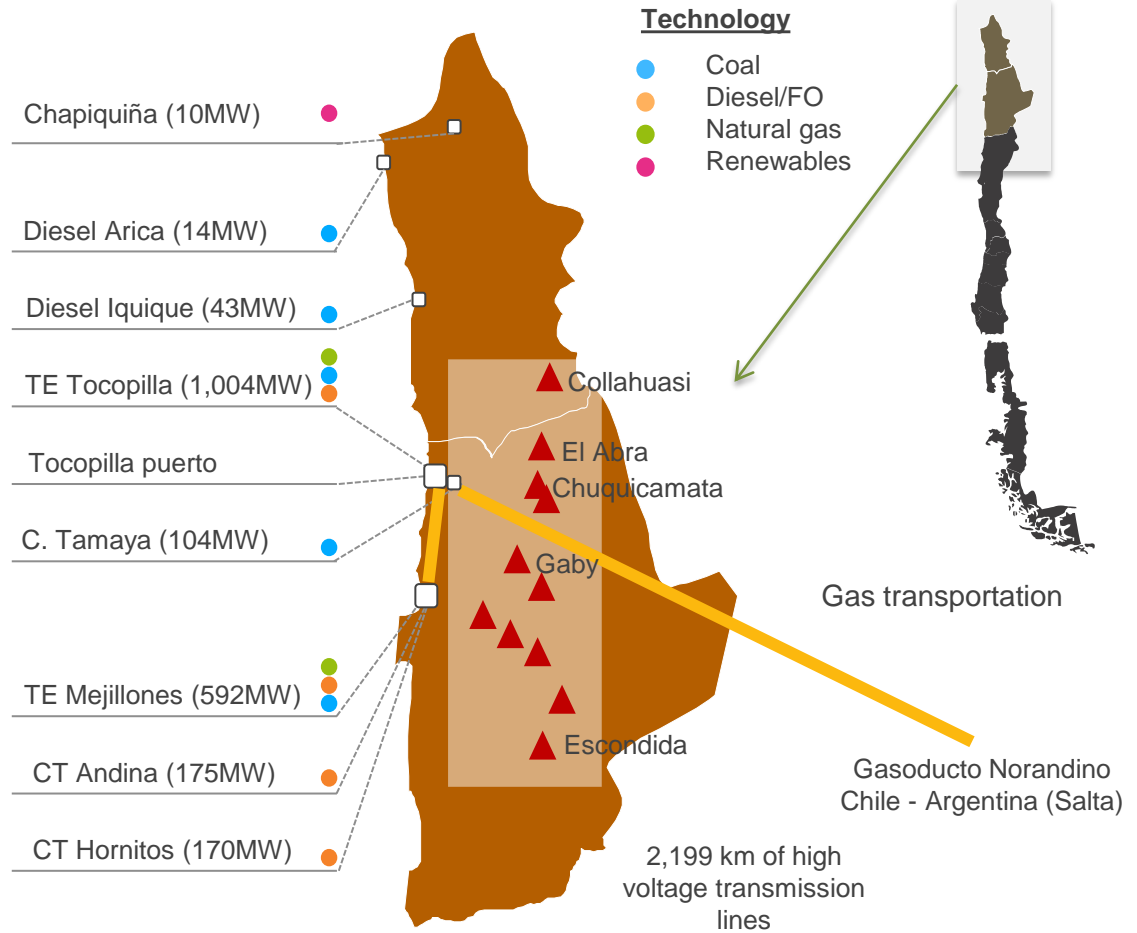 Technology
Coal
Diesel/FO
Natural gas
Renewables
Chapiquiña (10MW)
Diesel Arica (14MW)
Diesel Iquique (43MW)
TE Tocopilla (1,004MW)
Tocopilla puerto
C. Tamaya (104MW)
TE Mejillones (592MW)
CT Andina (175MW)
CT Hornitos (170MW)
Collahuasi
El Abra
Chuquicamata
Gaby
Escondida
Gas transportation
Gasoducto Norandino
Chile - Argentina (Salta)
2,199 km of high
voltage transmission
lines